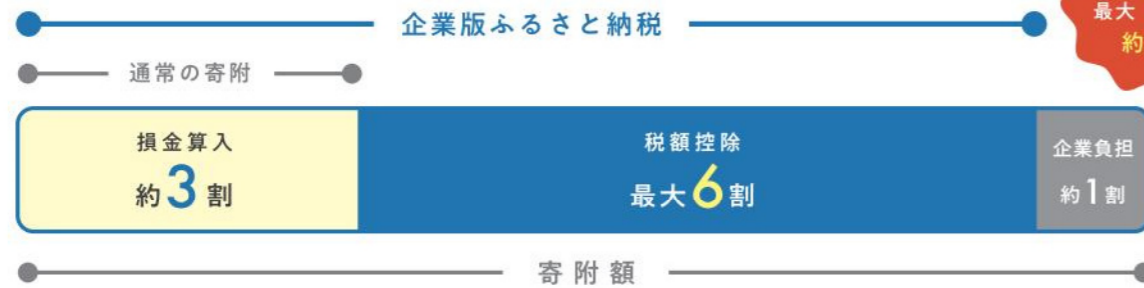 企業版ふるさと納税
最大
約
通常の寄附
損金算入
約3割
税額控除
最大6割
企業負担
約1割
寄附額